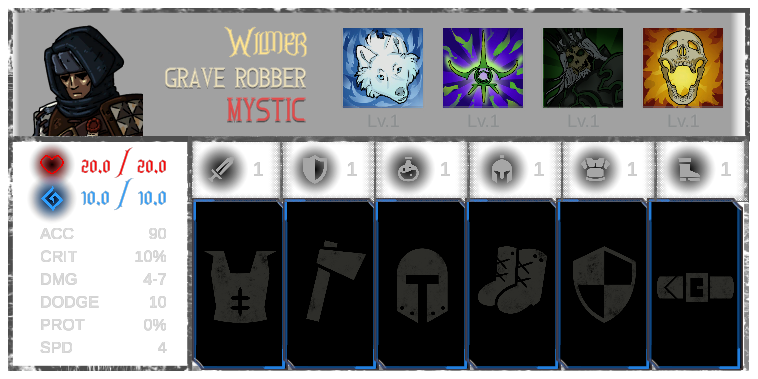 Wilmer
GRAVE ROBBER
MYSTIC
Lv.1 Lv.1 Lv.1 Lv.1
20.0 / 20.0
10.0 / 10.0
1 1 1 1 1 1
ACC 90
CRIT 10%
DMG 4-7
DODGE 10
PROT 0%
SPD 4